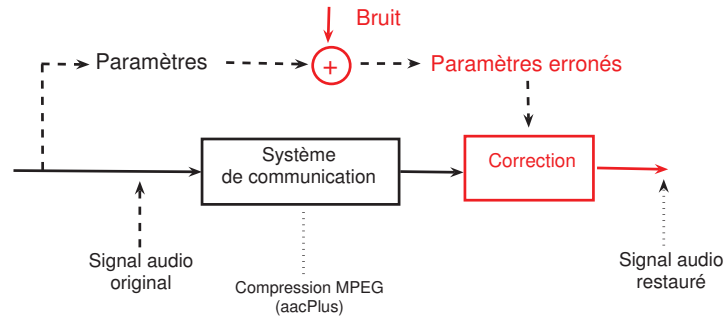 Bruit
Paramètres
+
Paramètres erronés
Système
de communication
Correction
Signal audio
original
Compression MPEG
(aacPlus)
Signal audio
restauré